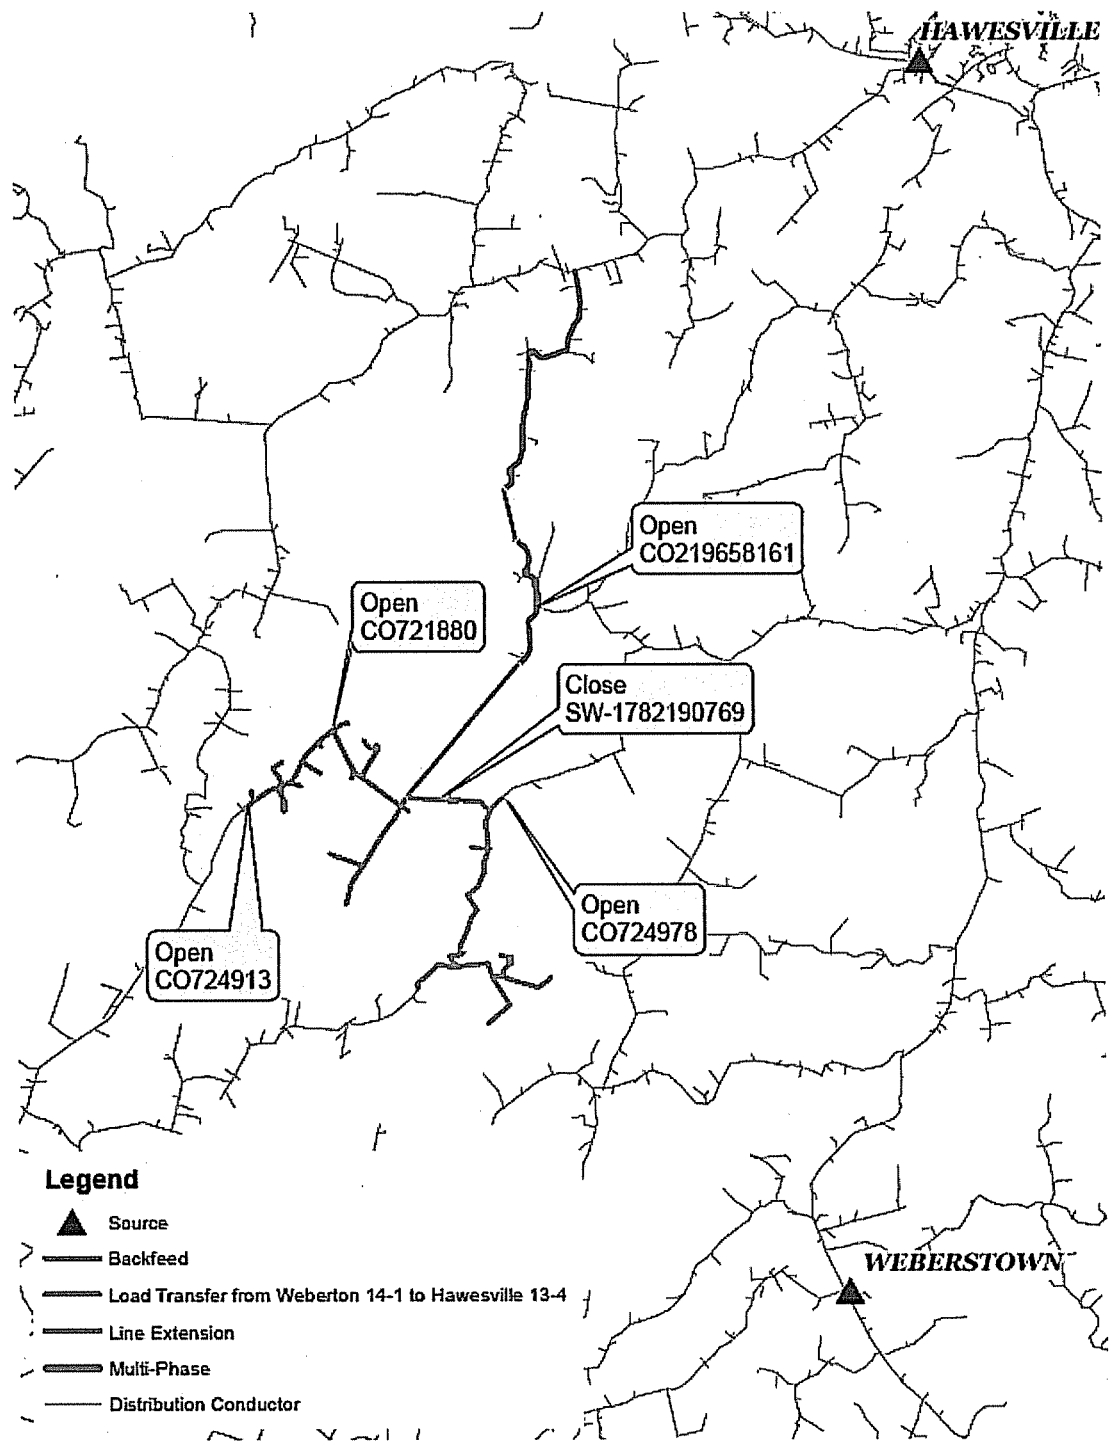 HAWESVILLE
Open
CO219658161
Open
CO721880
Close
SW-1782190769
Open
CO724978
Open
CO724913
Legend
Source
Backfeed
Load Transfer from Weberton 14-1 to Hawesville 13-4
Line Extension
Multi-Phase
Distribution Conductor
WEBERSTOWN